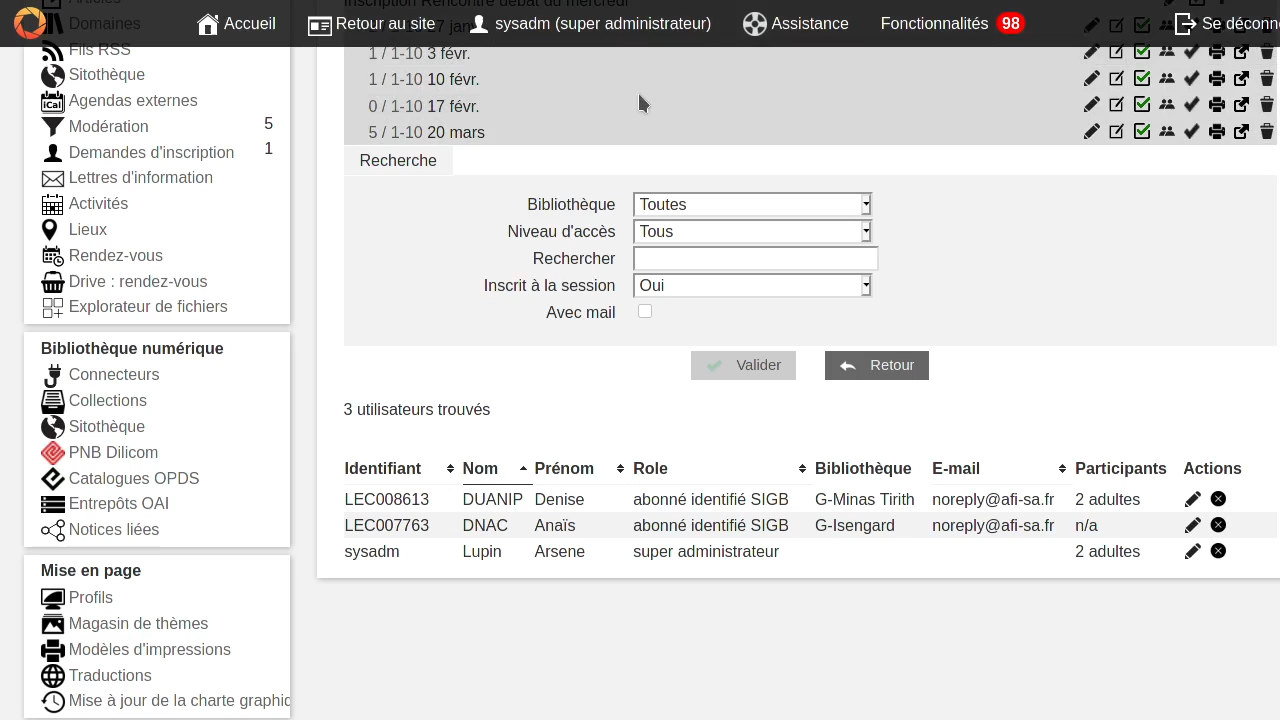 Accueil
Retour au site
sysadm (super administrateur)
Assistance
Fonctionnalités 98
Se déconn
Domaines
Fils RSS
Sitothèque
Agendas externes
Modération 5
Demandes d'inscription 1
Lettres d'information
Activités
Lieux
Rendez-vous
Drive : rendez-vous
Explorateur de fichiers
Bibliothèque numérique
Connecteurs
Collections
Sitothèque
PNB Dilicom
Catalogues OPDS
Entrepôts OAI
Notices liées
Mise en page
Profils
Magasin de thèmes
Modèles d'impressions
Traductions
Mise à jour de la charte graphic
Inscription Rencontre débat du mercredi
1 / 1-10 3 févr.
1 / 1-10 10 févr.
0 / 1-10 17 févr.
5 / 1-10 20 mars
Recherche
Bibliothèque Toutes
Niveau d'accès Tous
Rechercher
Inscrit à la session Oui
Avec mail
Valider Retour
3 utilisateurs trouvés
Identifiant Nom Prénom Role Bibliothèque E-mail Participants Actions
LEC008613 DUANIP Denise abonné identifié SIGB G-Minas Tirith noreply@afi-sa.fr 2 adultes
LEC007763 DNAC Anaïs abonné identifié SIGB G-Isengard noreply@afi-sa.fr n/a
sysadm Lupin Arsene super administrateur 2 adultes